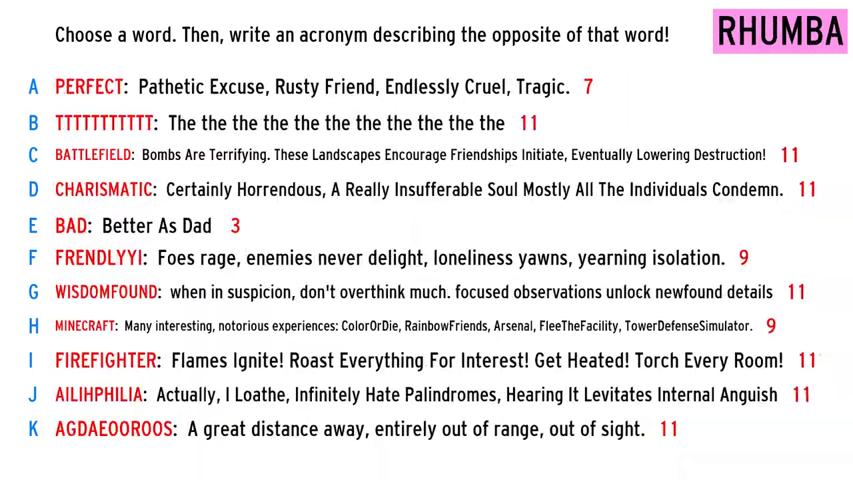 Choose a word. Then, write an acronym describing the opposite of that word!
RHUMBA
A PERFECT: Pathetic Excuse, Rusty Friend, Endlessly Cruel, Tragic. 7
B TTTTTTTTTTT: The the the the the the the the the the the 11
C BATTLEFIELD: Bombs Are Terrifying. These Landscapes Encourage Friendships Initiate, Eventually Lowering Destruction! 11
D CHARISMATIC: Certainly Horrendous, A Really Insufferable Soul Mostly All The Individuals Condemn. 11
E BAD: Better As Dad 3
F FRENDLYYI: Foes rage, enemies never delight, loneliness yawns, yearning isolation. 9
G WISDOMFOUND: when in suspicion, don't overthink much. focused observations unlock newfound details 11
H MINECRAFT: Many interesting, notorious experiences: ColorOrDie, RainbowFriends, Arsenal, FleeTheFacility, TowerDefenseSimulator. 9
I FIREFIGHTER: Flames Ignite! Roast Everything For Interest! Get Heated! Torch Every Room! 11
J AILIHPHILIA: Actually, I Loathe, Infinitely Hate Palindromes, Hearing It Levitates Internal Anguish 11
K AGDAEOOROOS: A great distance away, entirely out of range, out of sight. 11